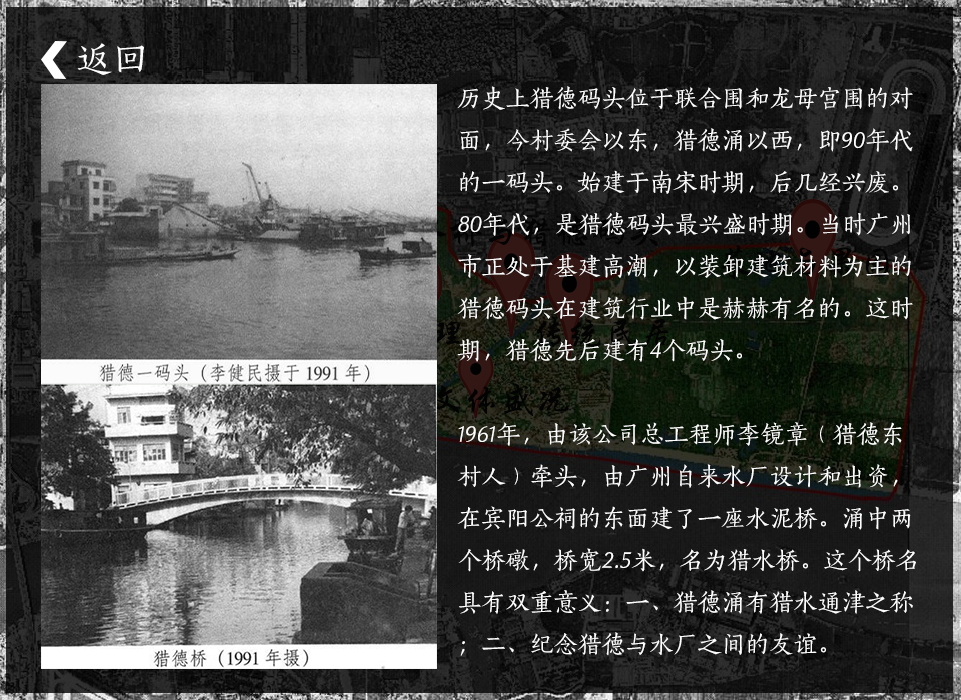 返回
猎德一码头（李健民摄于 1991 年）
猎德桥（1991 年摄）
历史上猎德码头位于联合围和龙母宫围的对
面，今村委会以东，猎德涌以西，即90年代
的一码头。始建于南宋时期，后几经兴废。
80年代，是猎德码头最兴盛时期。当时广州
市正处于基建高潮，以装卸建筑材料为主的
猎德码头在建筑行业中是赫赫有名的。这时
期，猎德先后建有4个码头。
1961年，由该公司总工程师李镜章（猎德东
村人）牵头，由广州自来水厂设计和出资，
在宾阳公祠的东面建了一座水泥桥。涌中两
个桥礅，桥宽2.5米，名为猎水桥。这个桥名
具有双重意义：一、猎德涌有猎水通津之称
；二、纪念猎德与水厂之间的友谊。